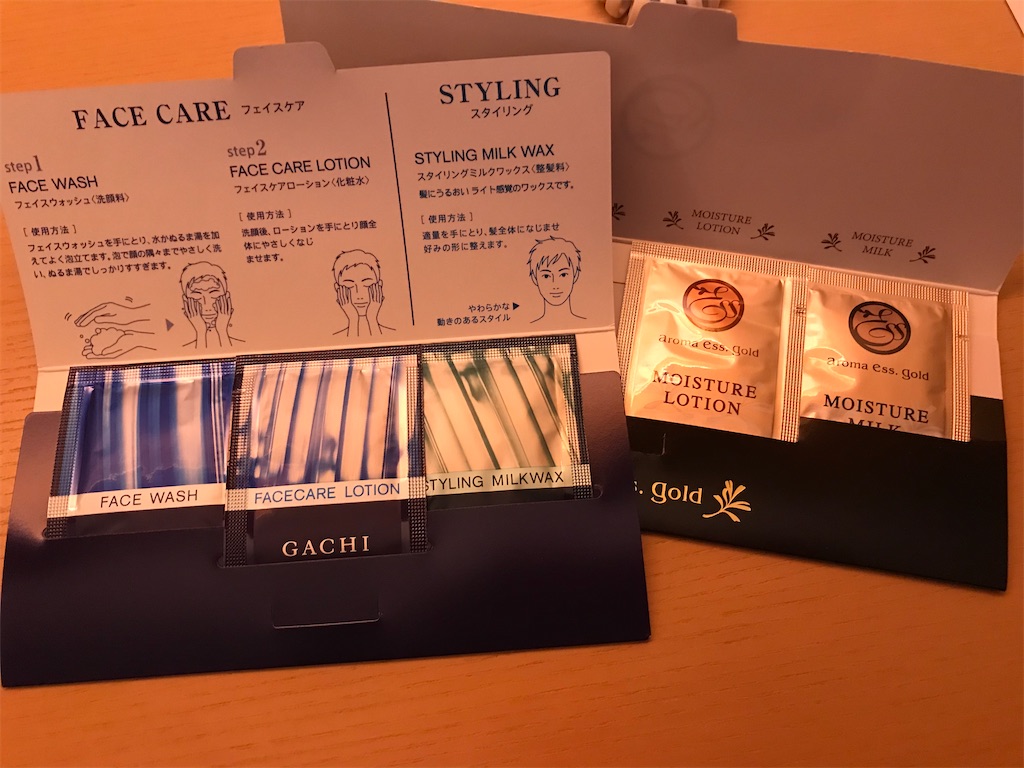 FACE CARE フェイスケア
step1
FACE WASH
フェイスウォッシュ〈洗顔料〉
[ 使用方法 ]
フェイスウォッシュを手にとり、水かぬるま湯を加
えてよく泡立てます。泡で顔の隅々までやさしく洗
い、ぬるま湯でしっかりすすぎます。
step2
FACE CARE LOTION
フェイスケアローション〈化粧水〉
[ 使用方法 ]
洗顔後、ローションを手にとり顔全
体にやさしくなじ
ませます。
STYLING
スタイリング
STYLING MILK WAX
スタイリングミルクワックス〈整髪料〉
髪にうるおい ライト感覚のワックスです。
[ 使用方法 ]
適量を手にとり、髪全体になじませ
好みの形に整えます。
やわらかな▶
動きのあるスタイル
FACE WASH
FACECARE LOTION
GACHI
STYLING MILKWAX
MOISTURE
LOTION
MOISTURE
MILK
aroma ess. gold
MOISTURE
LOTION
aroma ess. gold
MOISTURE
MILK
s. gold